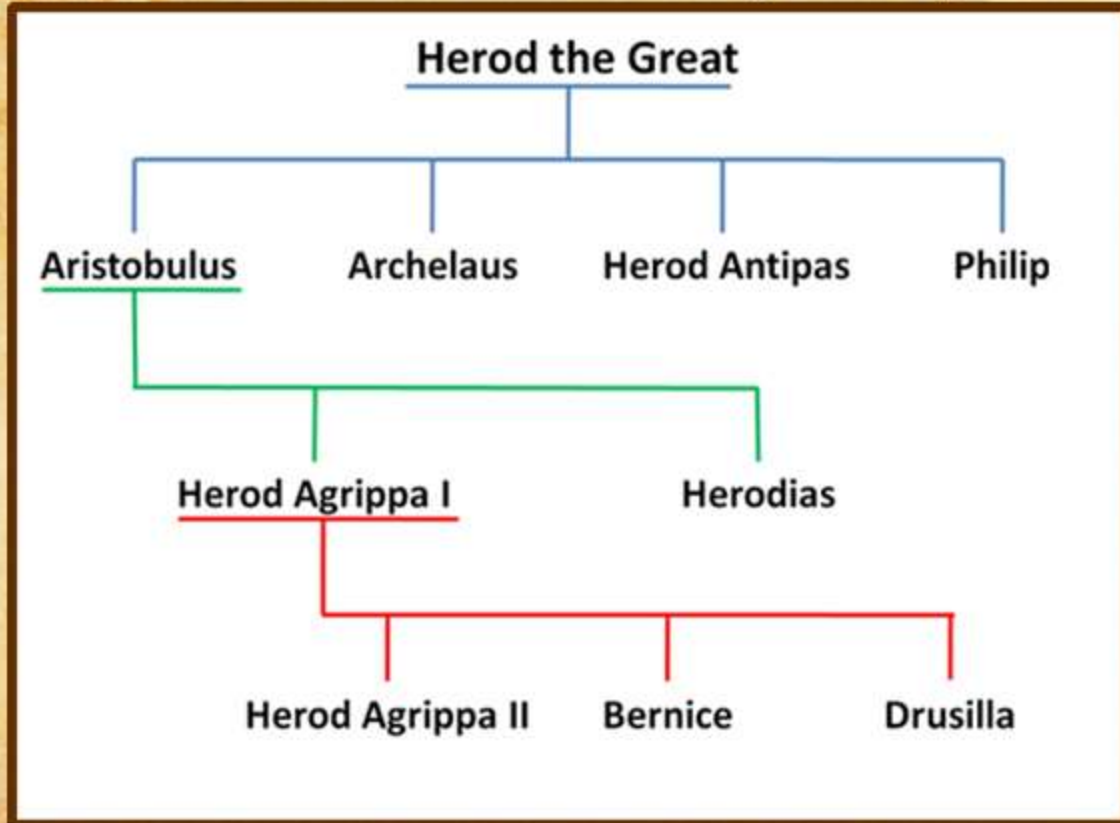 Herod the Great
Aristobulus Archelaus Herod Antipas Philip
Herod Agrippa I Herodias
Herod Agrippa II Bernice Drusilla